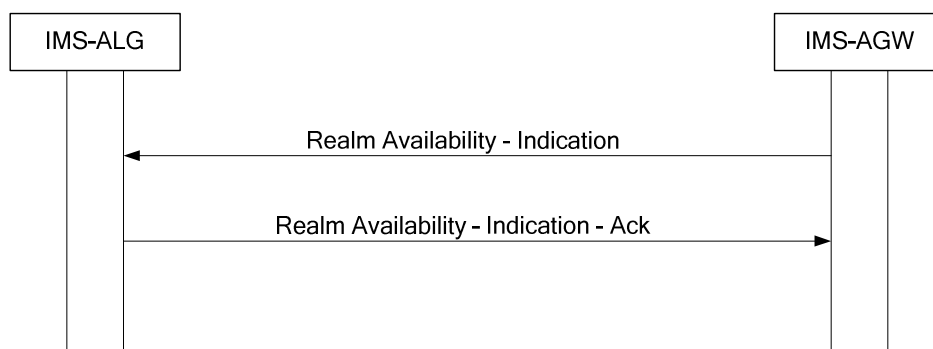 IMS-ALG
IMS-AGW
Realm Availability - Indication
Realm Availability - Indication - Ack